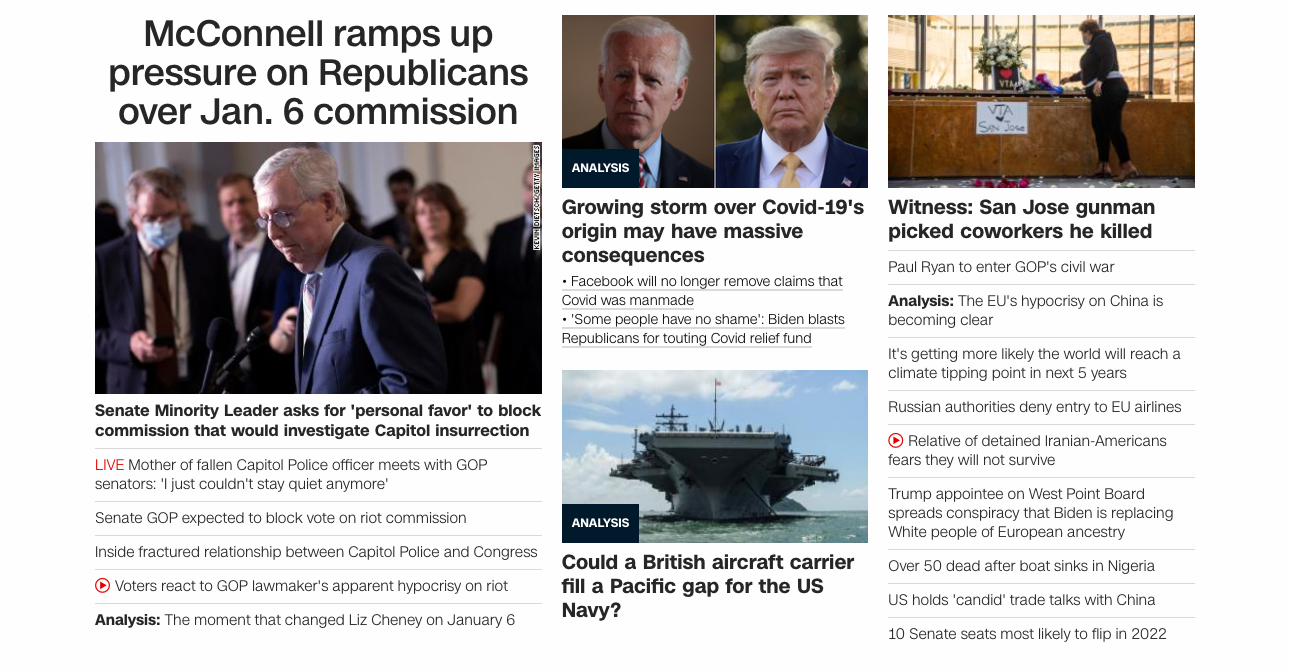 McConnell ramps up
pressure on Republicans
over Jan. 6 commission
KEVIN DIETSCH/GETTY IMAGES
Senate Minority Leader asks for 'personal favor' to block
commission that would investigate Capitol insurrection
LIVE Mother of fallen Capitol Police officer meets with GOP
senators: 'I just couldn't stay quiet anymore'
Senate GOP expected to block vote on riot commission
Inside fractured relationship between Capitol Police and Congress
Voters react to GOP lawmaker's apparent hypocrisy on riot
Analysis: The moment that changed Liz Cheney on January 6
ANALYSIS
Growing storm over Covid-19's
origin may have massive
consequences
• Facebook will no longer remove claims that
Covid was manmade
• 'Some people have no shame': Biden blasts
Republicans for touting Covid relief fund
ANALYSIS
Could a British aircraft carrier
fill a Pacific gap for the US
Navy?
VTA
VTA
SAN JOSE
Witness: San Jose gunman
picked coworkers he killed
Paul Ryan to enter GOP's civil war
Analysis: The EU's hypocrisy on China is
becoming clear
It's getting more likely the world will reach a
climate tipping point in next 5 years
Russian authorities deny entry to EU airlines
Relative of detained Iranian-Americans
fears they will not survive
Trump appointee on West Point Board
spreads conspiracy that Biden is replacing
White people of European ancestry
Over 50 dead after boat sinks in Nigeria
US holds 'candid' trade talks with China
10 Senate seats most likely to flip in 2022